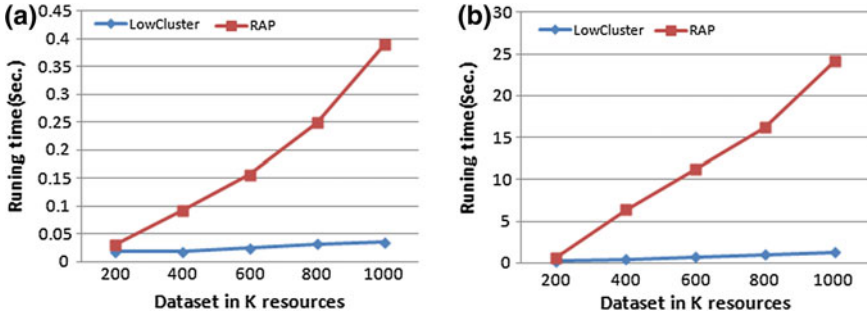 (a)
0.45
0.4
0.35
0.3
0.25
0.2
0.15
0.1
0.05
0
Runing time(Sec.)
LowCluster
RAP
200 400 600 800 1000
Dataset in K resources
(b)
30
25
20
15
10
5
0
Runing time(Sec.)
LowCluster
RAP
200 400 600 800 1000
Dataset in K resources